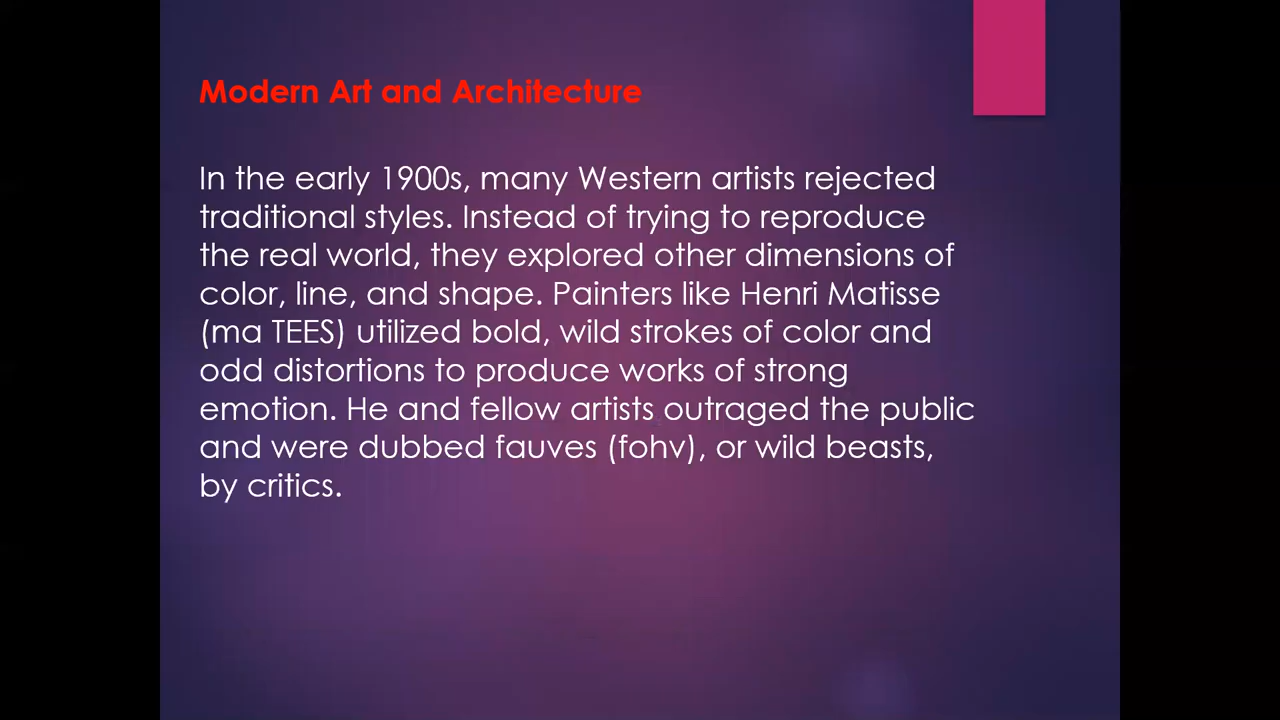 Modern Art and Architecture
In the early 1900s, many Western artists rejected
traditional styles. Instead of trying to reproduce
the real world, they explored other dimensions of
color, line, and shape. Painters like Henri Matisse
(ma TEES) utilized bold, wild strokes of color and
odd distortions to produce works of strong
emotion. He and fellow artists outraged the public
and were dubbed fauves (fohv), or wild beasts,
by critics.